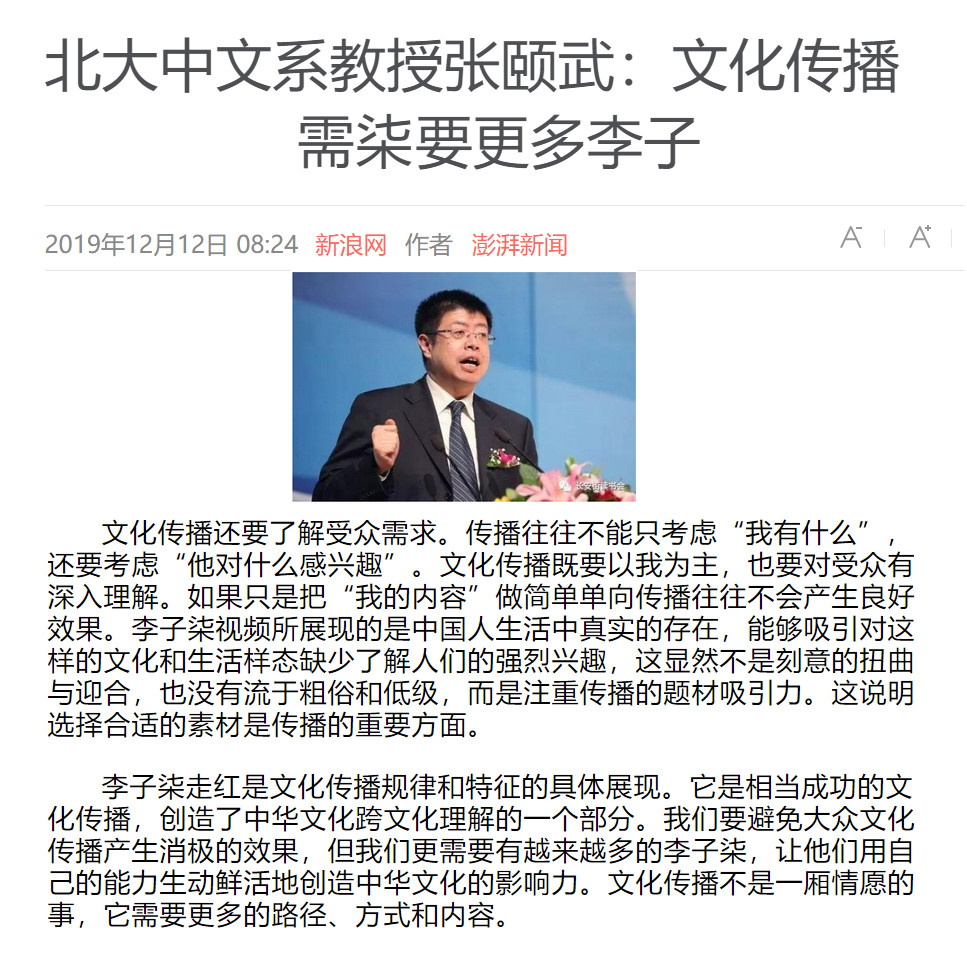 北大中文系教授张颐武：文化传播
需柒要更多李子
2019年12月12日 08:24 新浪网 作者 澎湃新闻
A- A+
长安街读书会
文化传播还要了解受众需求。传播往往不能只考虑“我有什么”，
还要考虑“他对什么感兴趣”。文化传播既要以我为主，也要对受众有
深入理解。如果只是把“我的内容”做简单单向传播往往不会产生良好
效果。李子柒视频所展现的是中国人生活中真实的存在，能够吸引对这
样的文化和生活样态缺少了解人们的强烈兴趣，这显然不是刻意的扭曲
与迎合，也没有流于粗俗和低级，而是注重传播的题材吸引力。这说明
选择合适的素材是传播的重要方面。
李子柒走红是文化传播规律和特征的具体展现。它是相当成功的文
化传播，创造了中华文化跨文化理解的一个部分。我们要避免大众文化
传播产生消极的效果，但我们更需要有越来越多的李子柒，让他们用自
己的能力生动鲜活地创造中华文化的影响力。文化传播不是一厢情愿的
事，它需要更多的路径、方式和内容。